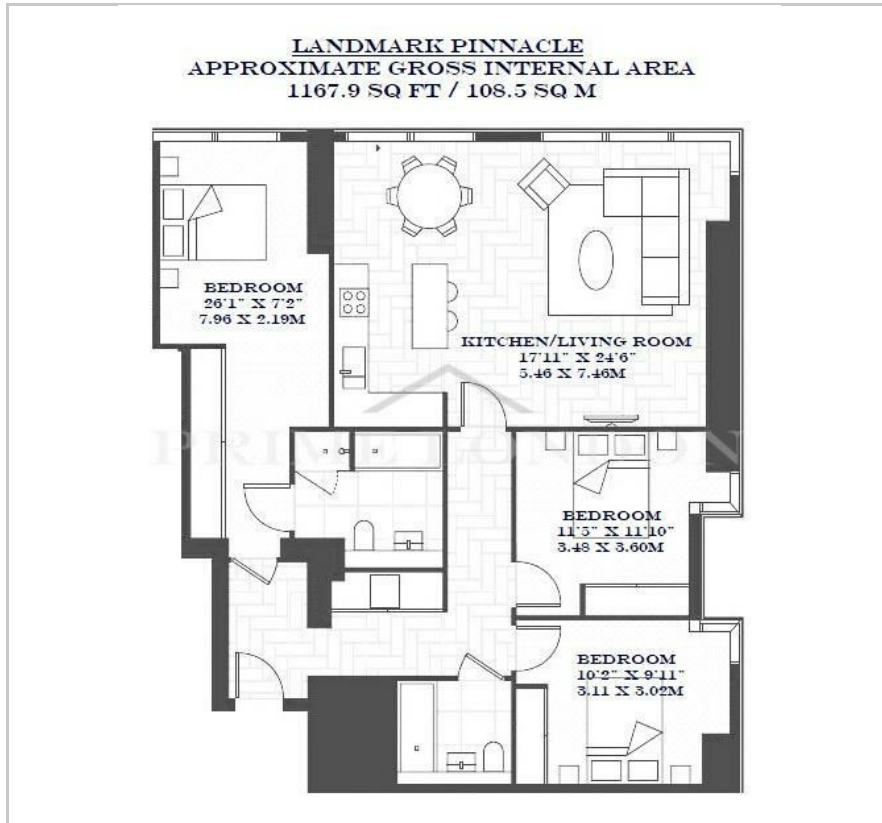 LANDMARK PINNACLE
APPROXIMATE GROSS INTERNAL AREA
1167.9 SQ FT / 108.5 SQ M
BEDROOM
26'1" X 7'2"
7.96 X 2.19M
KITCHEN/LIVING ROOM
17'11" X 24'6"
5.46 X 7.46M
PRIME LONDON
BEDROOM
11'5" X 11'10"
3.48 X 3.60M
BEDROOM
10'2" X 9'11"
3.11 X 3.02M